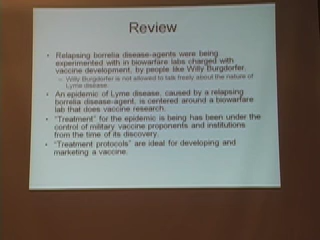 Review
• Relapsing borrelia disease-agents were being
experimented with in biowarfare labs charged with
vaccine development, by people like Willy Burgdorfer.
– Willy Burgdorfer is not allowed to talk freely about the nature of
Lyme disease.
• An epidemic of Lyme disease, caused by a relapsing
borrelia disease-agent, is centered around a biowarfare
lab that does vaccine research.
• "Treatment" for the epidemic is being has been under the
control of military vaccine proponents and institutions
from the time of its discovery.
• "Treatment protocols" are ideal for developing and
marketing a vaccine.